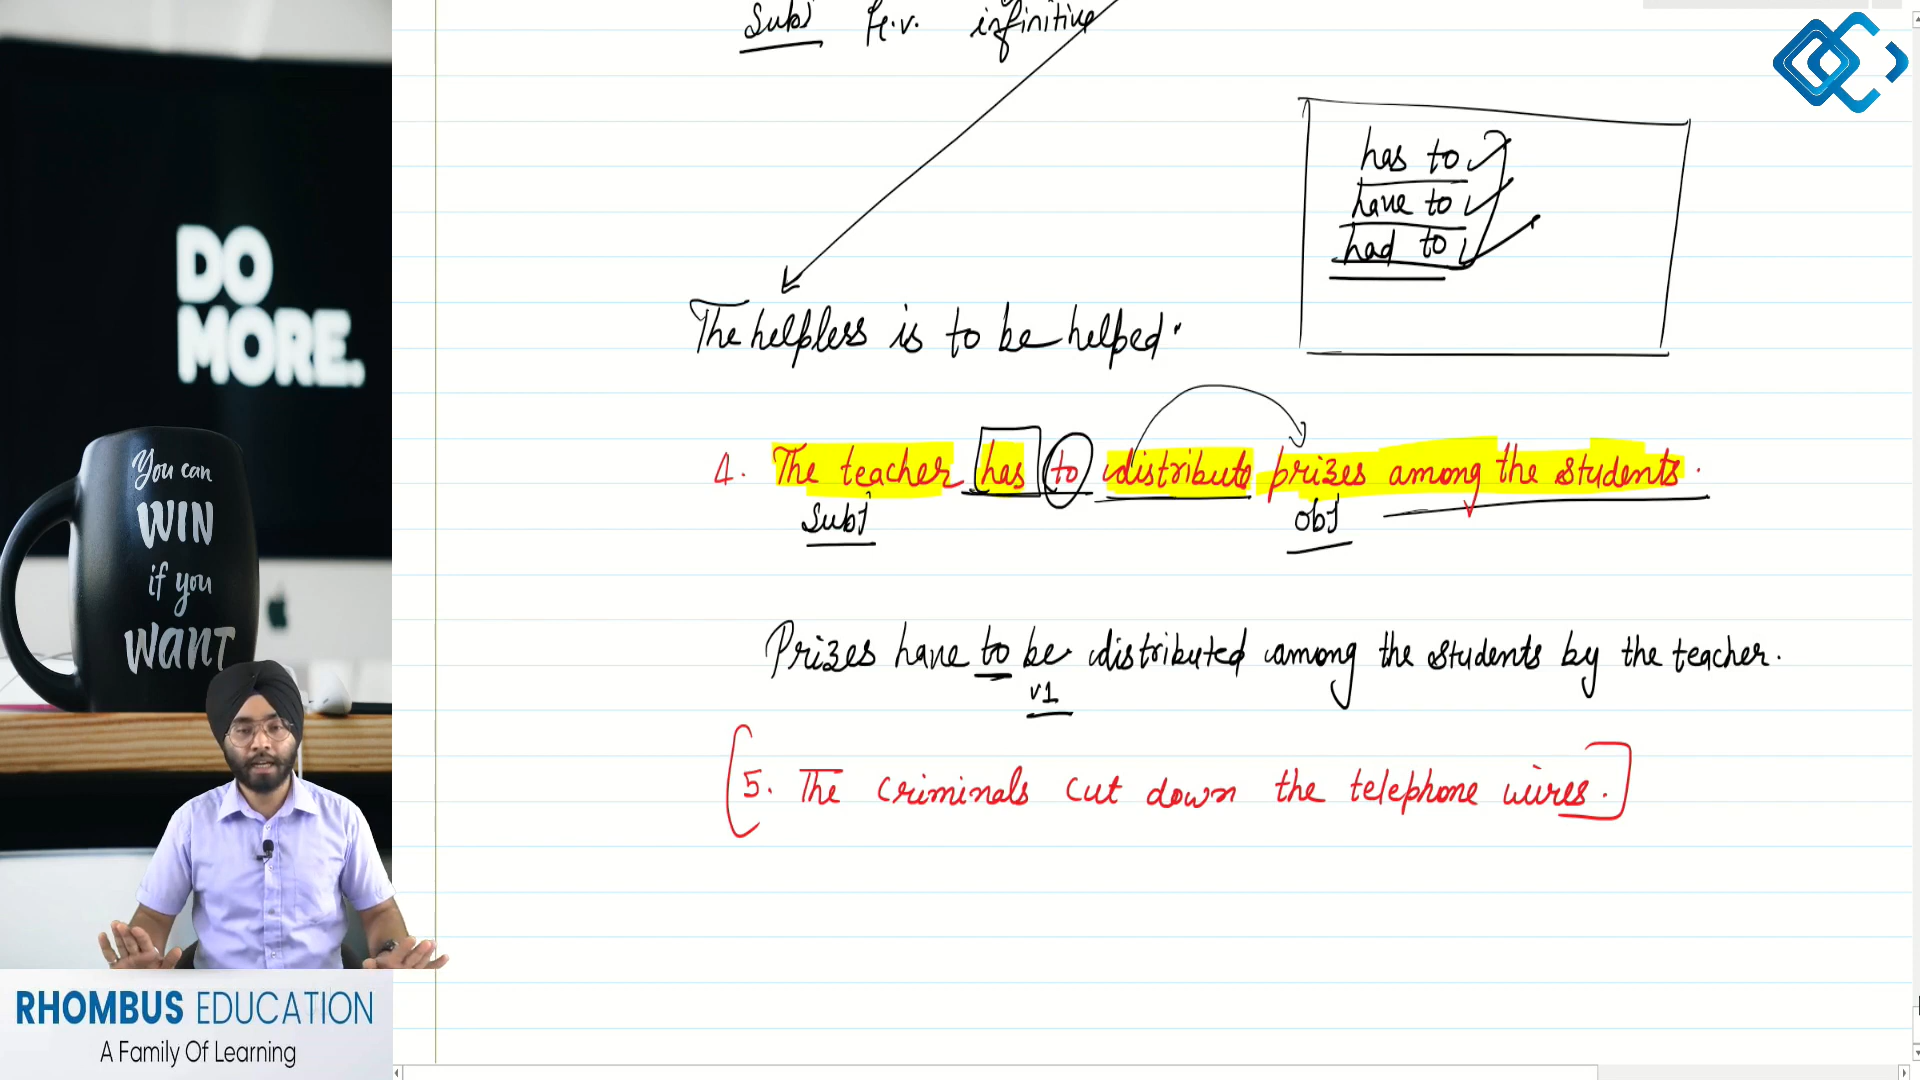 Subj H.v. infinitive
has to
have to
had to
DO
MORE.
The helpless is to be helped.
You can
WIN
if you
WANT
4. The teacher has to distribute prizes among the students.
Subj
Obj
Prizes have to be distributed among the students by the teacher.
v1
5. The criminals cut down the telephone wires.
RHOMBUS EDUCATION
A Family Of Learning